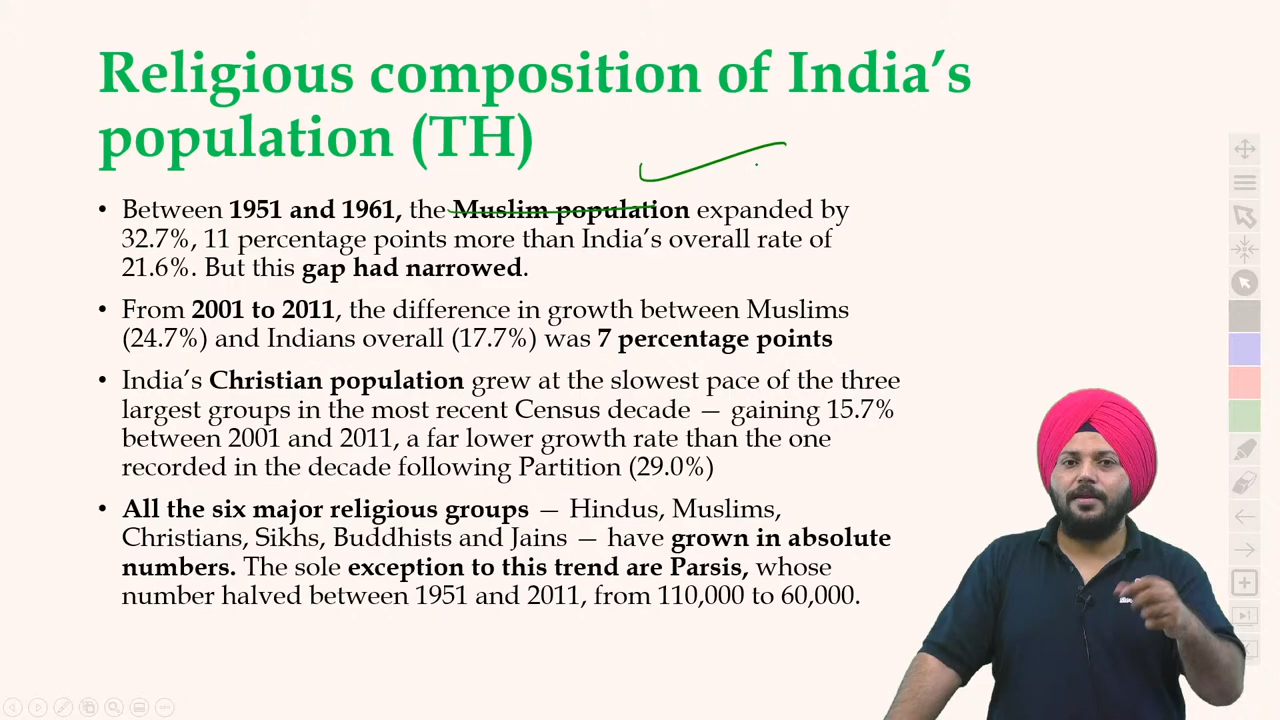 Religious composition of India’s
population (TH)
• Between 1951 and 1961, the Muslim population expanded by
32.7%, 11 percentage points more than India’s overall rate of
21.6%. But this gap had narrowed.
• From 2001 to 2011, the difference in growth between Muslims
(24.7%) and Indians overall (17.7%) was 7 percentage points
• India’s Christian population grew at the slowest pace of the three
largest groups in the most recent Census decade — gaining 15.7%
between 2001 and 2011, a far lower growth rate than the one
recorded in the decade following Partition (29.0%)
• All the six major religious groups — Hindus, Muslims,
Christians, Sikhs, Buddhists and Jains — have grown in absolute
numbers. The sole exception to this trend are Parsis, whose
number halved between 1951 and 2011, from 110,000 to 60,000.